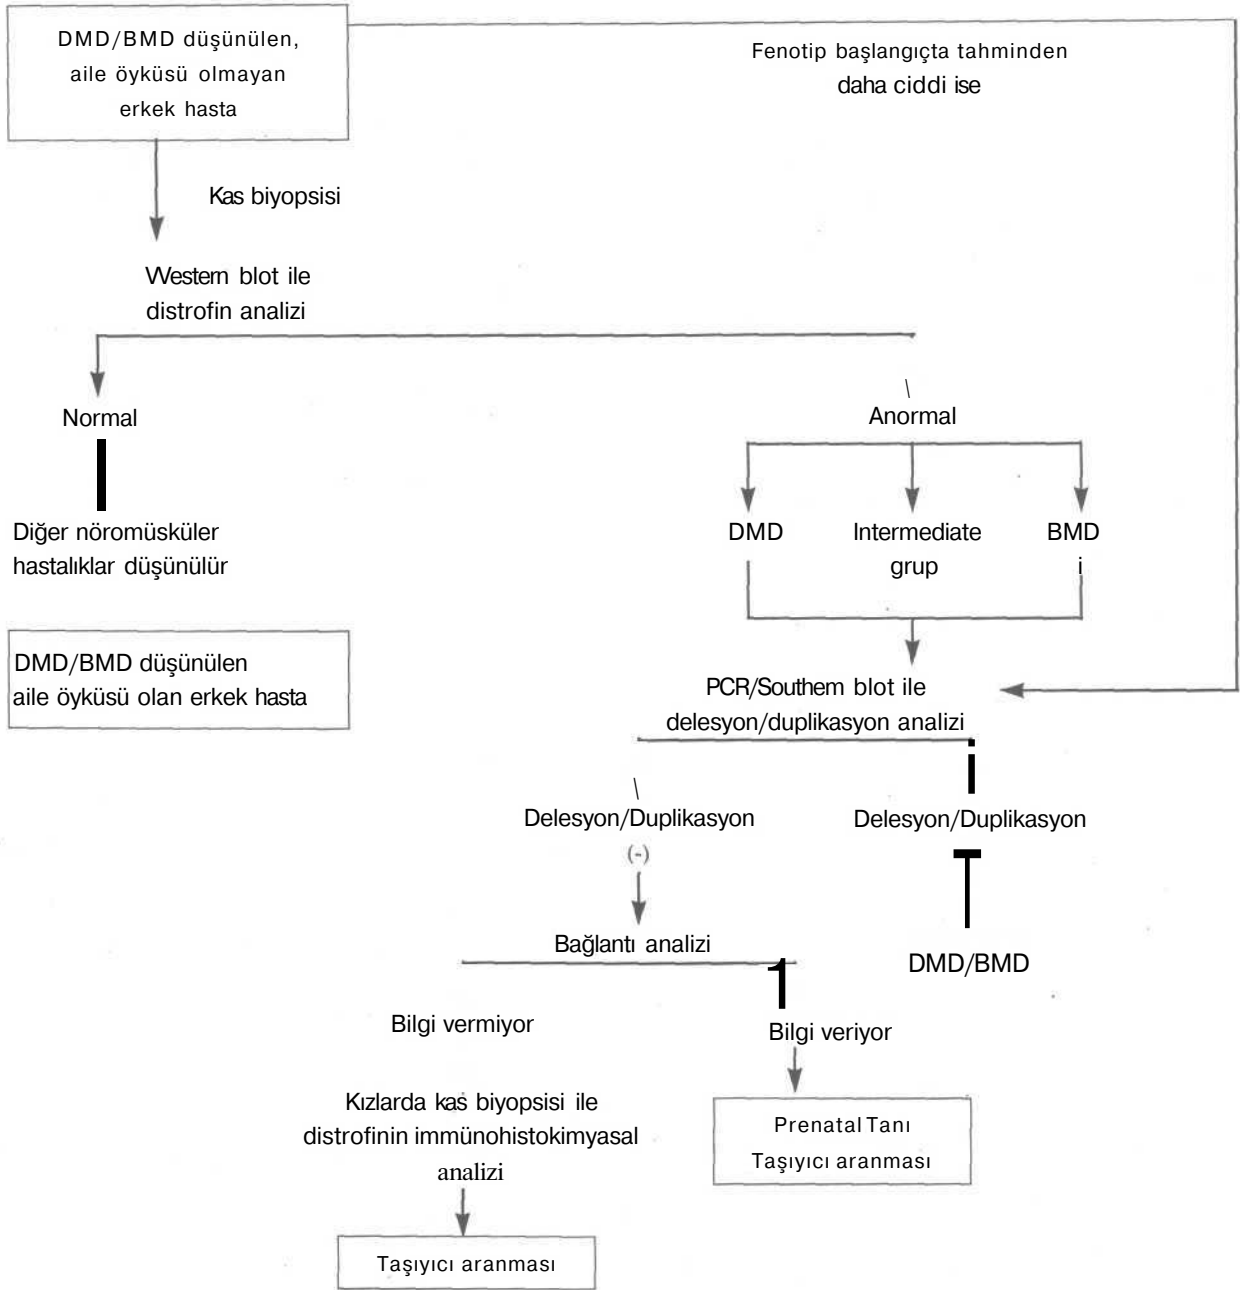 DMD/BMD düşünülen,
aile öyküsü olmayan
erkek hasta
Fenotip başlangıçta tahminden
daha ciddi ise
Kas biyopsisi
Western blot ile
distrofin analizi
Normal
Anormal
Diğer nöromüsküler
hastalıklar düşünülür
DMD
Intermediate
grup
BMD
i
DMD/BMD düşünülen
aile öyküsü olan erkek hasta
PCR/Southem blot ile
delesyon/duplikasyon analizi
Delesyon/Duplikasyon
(-)
Delesyon/Duplikasyon
Bağlantı analizi
DMD/BMD
Bilgi vermiyor
1
Bilgi veriyor
Kızlarda kas biyopsisi ile
distrofinin immünohistokimyasal
analizi
Prenatal Tanı
Taşıyıcı aranması
Taşıyıcı aranması